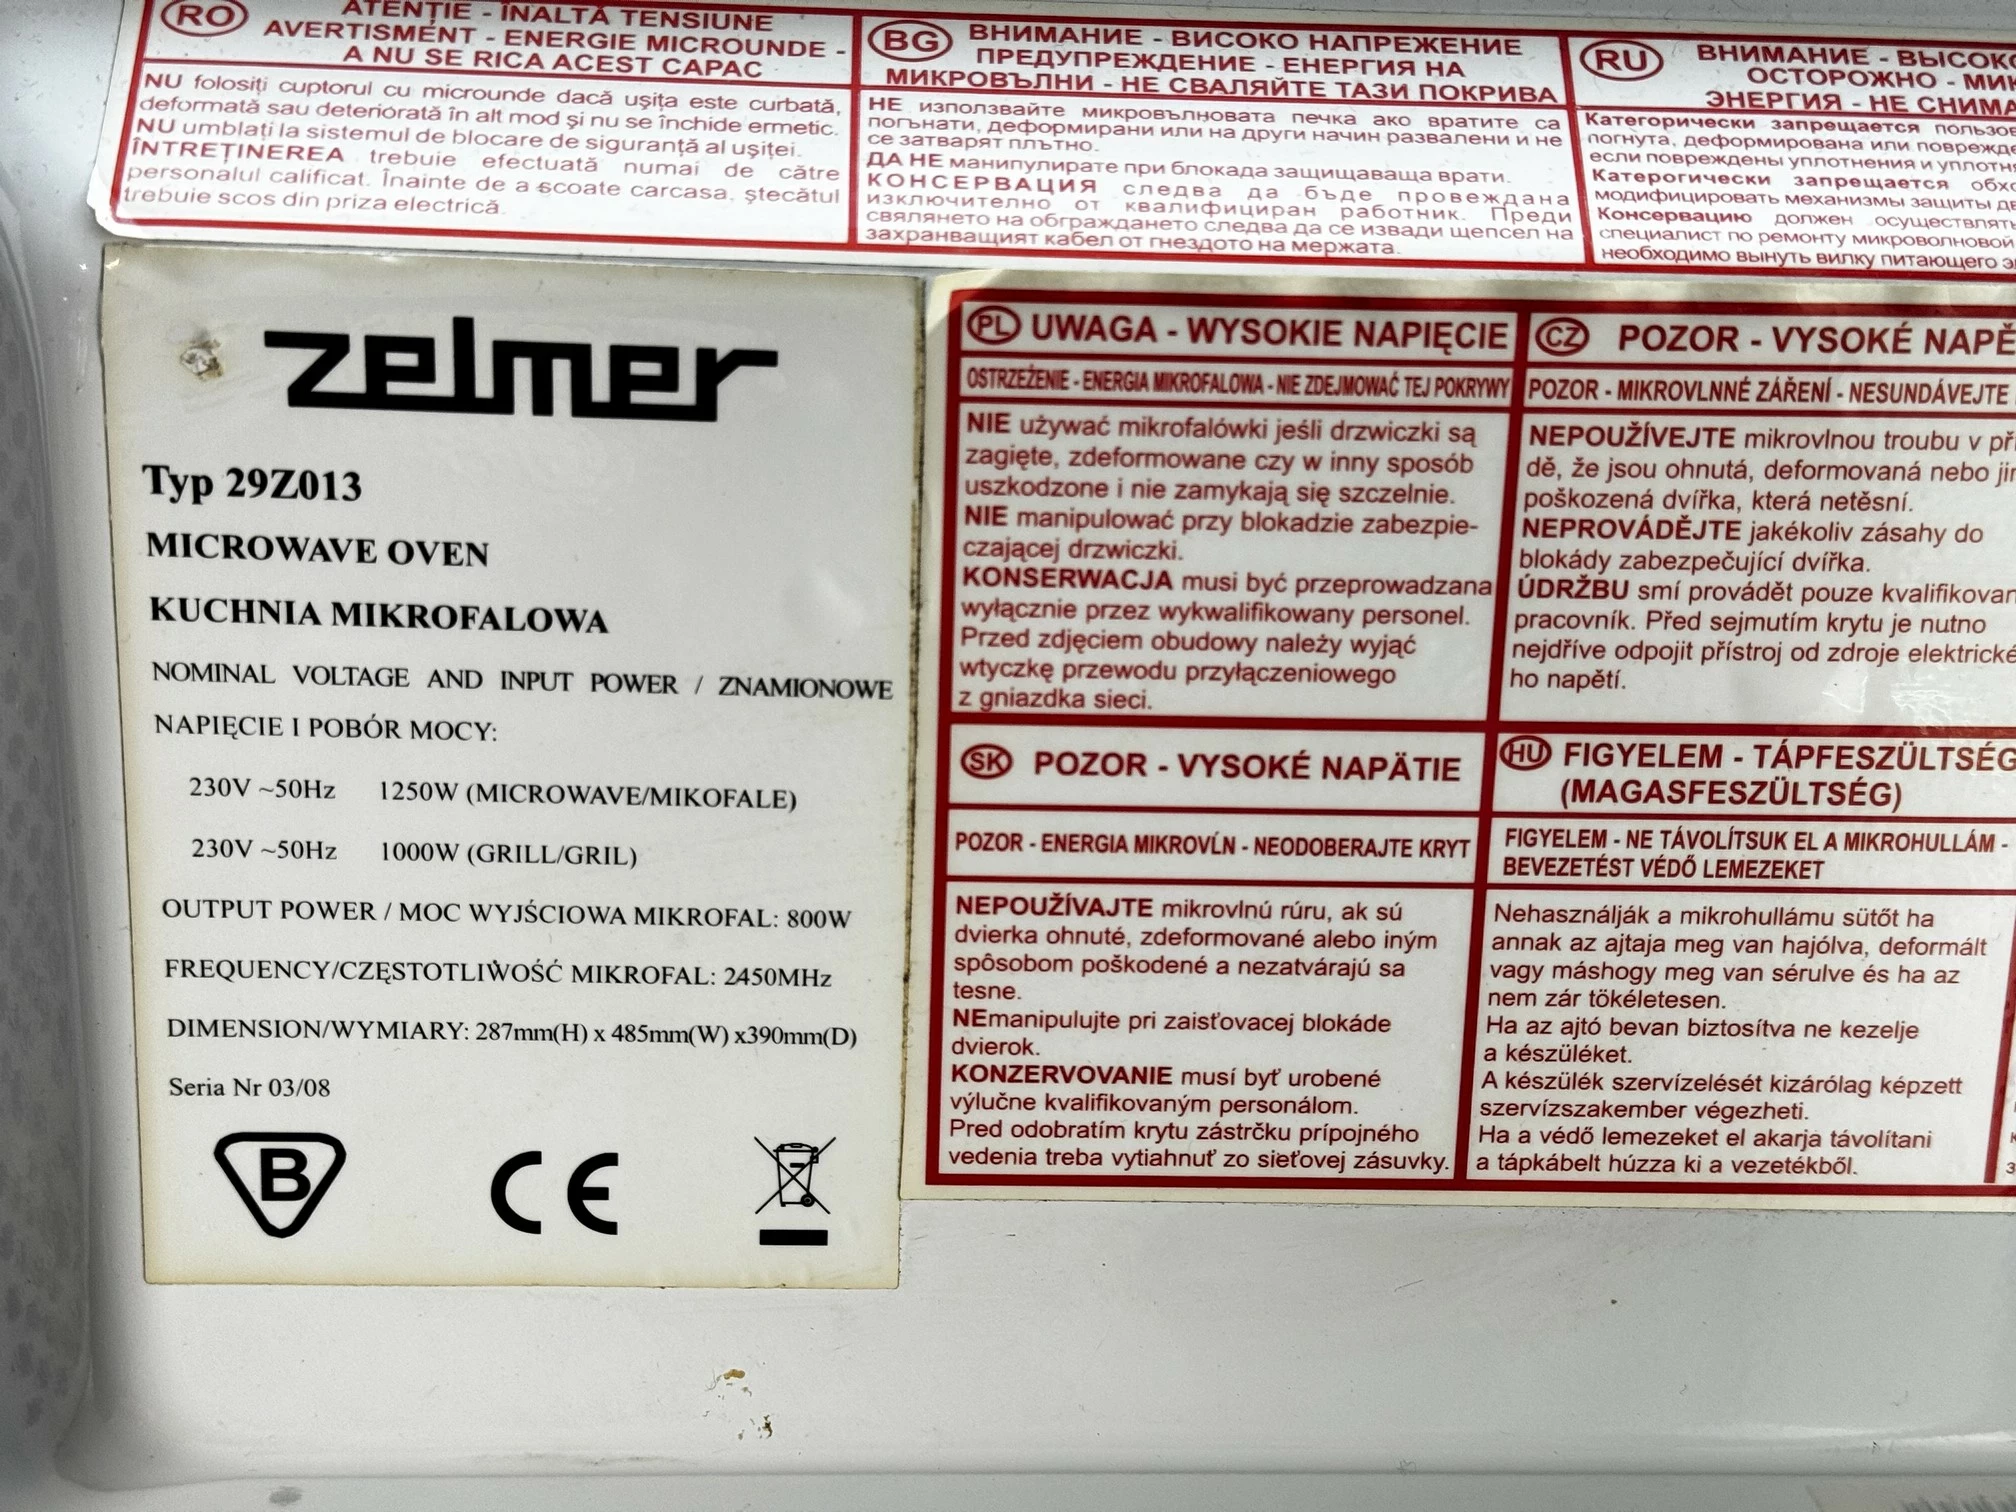 RO
ATENȚIE - ÎNALTĂ TENSIUNE
AVERTISMENT - ENERGIE MICROUNDE -
A NU SE RICA ACEST CAPAC
NU folosiți cuptorul cu microunde dacă ușița este curbată,
deformată sau deteriorată în alt mod și nu se închide ermetic.
NU umblați la sistemul de blocare de siguranță al ușiței.
ÎNTREȚINEREA trebuie efectuată numai de către
personalul calificat. Înainte de a scoate carcasa, ștecătul
trebuie scos din priza electrică.
BG
ВНИМАНИЕ - ВИСОКО НАПРЕЖЕНИЕ
ПРЕДУПРЕЖДЕНИЕ - ЕНЕРГИЯ НА
МИКРОВЪЛНИ - НЕ СВАЛЯЙТЕ ТАЗИ ПОКРИВА
НЕ използвайте микровълновата печка ако вратите са
погънати, деформирани или на други начин развалени и не
се затварят плътно.
ДА НЕ манипулирате при блокада защищаваща врати.
КОНСЕРВАЦИЯ следва да бъде провеждана
изключително от квалифициран работник. Преди
свялянето на обграждането следва да се извади щепсел на
захранващият кабел от гнездото на мержата.
RU
ВНИМАНИЕ - ВЫСОКО
ОСТОРОЖНО - МИК
ЭНЕРГИЯ - НЕ СНИМА
Категорически запрещается пользов
погнута, деформирована или поврежде
если повреждены уплотнения и уплотн
Катерогически запрещается обхо
модифицировать механизмы защиты дв
Консервацию должен осуществлять
специалист по ремонту микроволновой
необходимо вынуть вилку питающего э
zelmer
Typ 29Z013
MICROWAVE OVEN
KUCHNIA MIKROFALOWA
NOMINAL VOLTAGE AND INPUT POWER / ZNAMIONOWE
NAPIĘCIE I POBÓR MOCY:
230V ~50Hz 1250W (MICROWAVE/MIKOFALE)
230V ~50Hz 1000W (GRILL/GRIL)
OUTPUT POWER / MOC WYJŚCIOWA MIKROFAL: 800W
FREQUENCY/CZĘSTOTLIWOŚĆ MIKROFAL: 2450MHz
DIMENSION/WYMIARY: 287mm(H) x 485mm(W) x390mm(D)
Seria Nr 03/08
B CE
PL UWAGA - WYSOKIE NAPIĘCIE
OSTRZEŻENIE - ENERGIA MIKROFALOWA - NIE ZDEJMOWAĆ TEJ POKRYWY
NIE używać mikrofalówki jeśli drzwiczki są
zagięte, zdeformowane czy w inny sposób
uszkodzone i nie zamykają się szczelnie.
NIE manipulować przy blokadzie zabezpie-
czającej drzwiczki.
KONSERWACJA musi być przeprowadzana
wyłącznie przez wykwalifikowany personel.
Przed zdjęciem obudowy należy wyjąć
wtyczkę przewodu przyłączeniowego
z gniazdka sieci.
CZ POZOR - VYSOKÉ NAPĚ
POZOR - MIKROVLNNÉ ZÁŘENÍ - NESUNDÁVEJTE
NEPOUŽÍVEJTE mikrovlnou troubu v pří
dě, že jsou ohnutá, deformovaná nebo jin
poškozená dvířka, která netěsní.
NEPROVÁDĚJTE jakékoliv zásahy do
blokády zabezpečující dvířka.
ÚDRŽBU smí provádět pouze kvalifikovan
pracovník. Před sejmutím krytu je nutno
nejdříve odpojit přístroj od zdroje elektrické
ho napětí.
SK POZOR - VYSOKÉ NAPÄTIE
POZOR - ENERGIA MIKROVĹN - NEODOBERAJTE KRYT
NEPOUŽÍVAJTE mikrovlnú rúru, ak sú
dvierka ohnuté, zdeformované alebo iným
spôsobom poškodené a nezatvárajú sa
tesne.
NEmanipulujte pri zaisťovacej blokáde
dvierok.
KONZERVOVANIE musí byť urobené
výlučne kvalifikovaným personálom.
Pred odobratím krytu zástrčku prípojného
vedenia treba vytiahnuť zo sieťovej zásuvky.
HU FIGYELEM - TÁPFESZÜLTSÉG
(MAGASFESZÜLTSÉG)
FIGYELEM - NE TÁVOLÍTSUK EL A MIKROHULLÁM -
BEVEZETÉST VÉDŐ LEMEZEKET
Nehasználják a mikrohullámu sütőt ha
annak az ajtaja meg van hajólva, deformált
vagy máshogy meg van sérulve és ha az
nem zár tökéletesen.
Ha az ajtó bevan biztosítva ne kezelje
a készüléket.
A készülék szervízelését kizárólag képzett
szervízszakember végezheti.
Ha a védő lemezeket el akarja távolítani
a tápkábelt húzza ki a vezetékből.